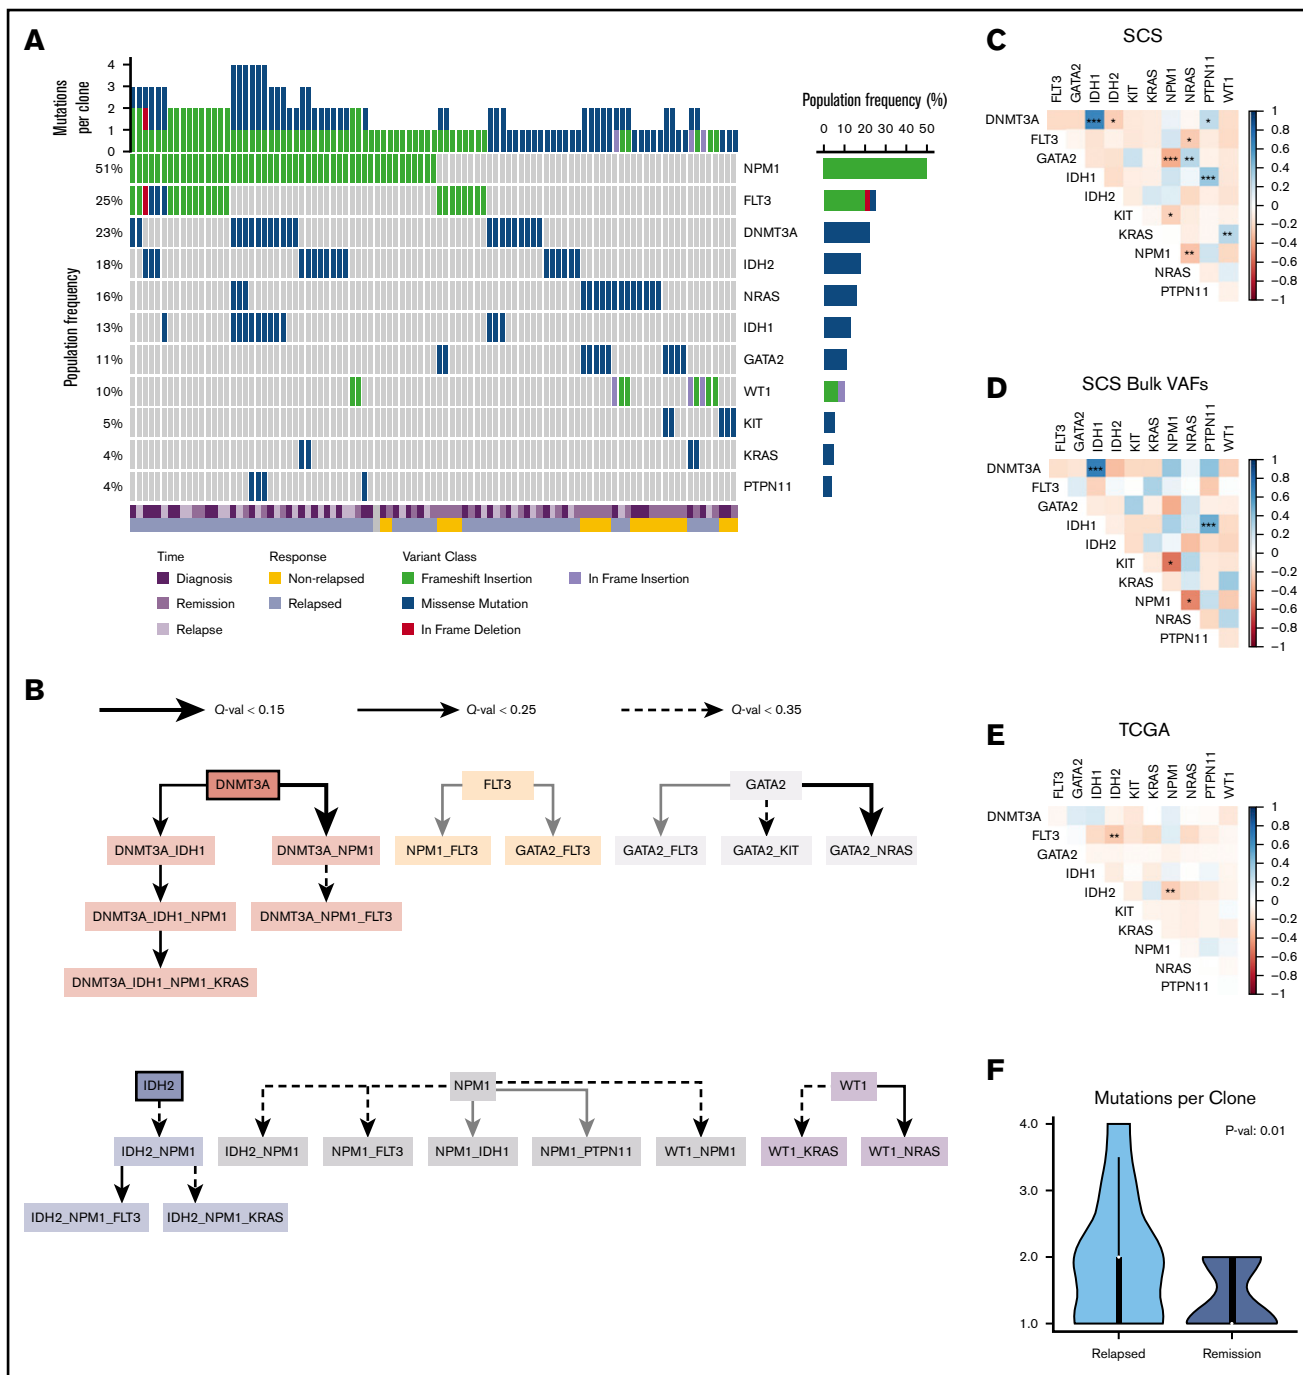 A
Mutations
per clone
4
3
2
1
0
Population frequency (%)
0 10 20 30 40 50
Population frequency
51% NPM1
25% FLT3
23% DNMT3A
18% IDH2
16% NRAS
13% IDH1
11% GATA2
10% WT1
5% KIT
4% KRAS
4% PTPN11
Time Response Variant Class
Diagnosis Non-relapsed Frameshift Insertion In Frame Insertion
Remission Relapsed Missense Mutation
Relapse In Frame Deletion
B
Q-val < 0.15 Q-val < 0.25 Q-val < 0.35
DNMT3A FLT3 GATA2
DNMT3A_IDH1 DNMT3A_NPM1 NPM1_FLT3 GATA2_FLT3 GATA2_FLT3 GATA2_KIT GATA2_NRAS
DNMT3A_IDH1_NPM1 DNMT3A_NPM1_FLT3
DNMT3A_IDH1_NPM1_KRAS
IDH2 NPM1 WT1
IDH2_NPM1 IDH2_NPM1 NPM1_FLT3 NPM1_IDH1 NPM1_PTPN11 WT1_NPM1 WT1_KRAS WT1_NRAS
IDH2_NPM1_FLT3 IDH2_NPM1_KRAS
C
SCS
FLT3 GATA2 IDH1 IDH2 KIT KRAS NPM1 NRAS PTPN11 WT1
DNMT3A *** * *
FLT3 *
GATA2 *** **
IDH1 ***
IDH2
KIT *
KRAS **
NPM1 **
NRAS
PTPN11
1
0.8
0.6
0.4
0.2
0
−0.2
−0.4
−0.6
−0.8
−1
D
SCS Bulk VAFs
FLT3 GATA2 IDH1 IDH2 KIT KRAS NPM1 NRAS PTPN11 WT1
DNMT3A ***
FLT3
GATA2
IDH1 ***
IDH2
KIT *
KRAS
NPM1 *
NRAS
PTPN11
1
0.8
0.6
0.4
0.2
0
−0.2
−0.4
−0.6
−0.8
−1
E
TCGA
FLT3 GATA2 IDH1 IDH2 KIT KRAS NPM1 NRAS PTPN11 WT1
DNMT3A
FLT3 **
GATA2
IDH1
IDH2 **
KIT
KRAS
NPM1
NRAS
PTPN11
1
0.8
0.6
0.4
0.2
0
−0.2
−0.4
−0.6
−0.8
−1
F
Mutations per Clone
P-val: 0.01
4.0
3.0
2.0
1.0
Relapsed Remission